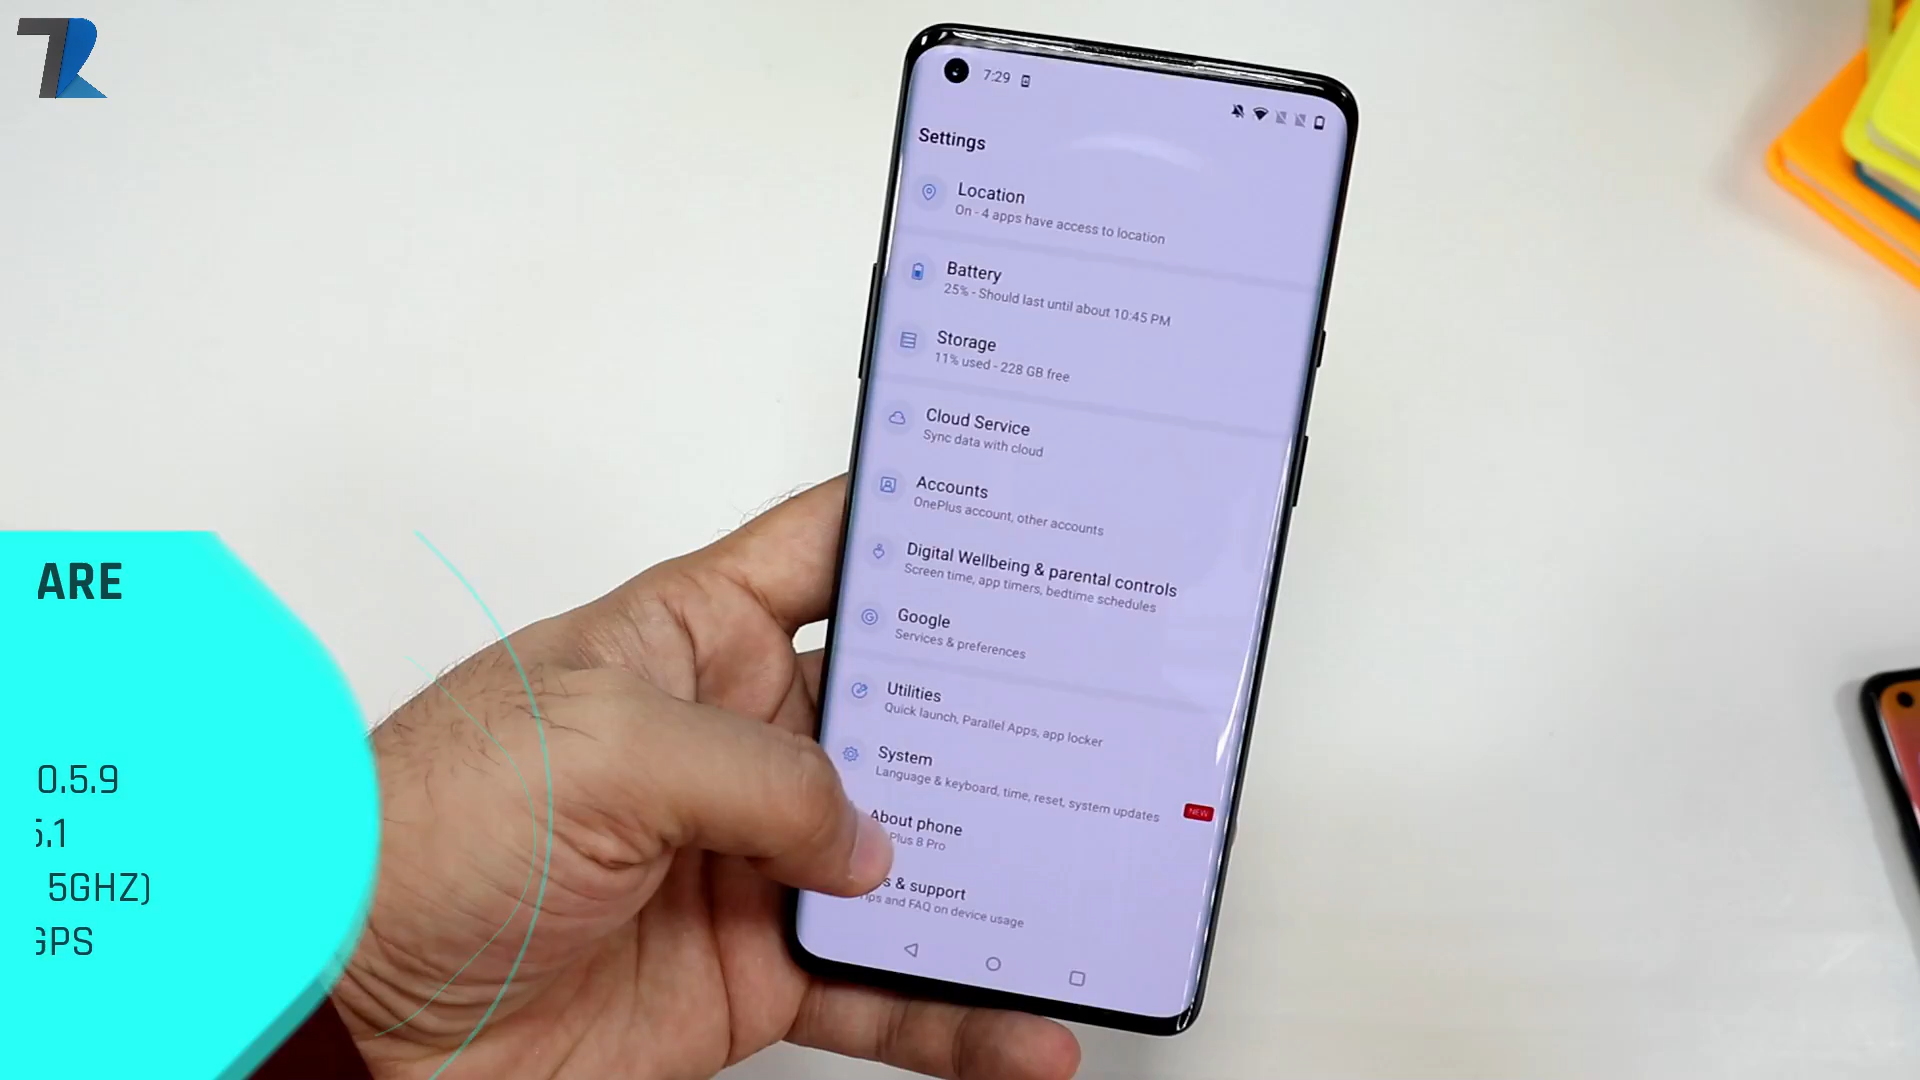 7:29
Settings
Location
On - 4 apps have access to location
Battery
25% - Should last until about 10:45 PM
Storage
11% used - 228 GB free
Cloud Service
Sync data with cloud
Accounts
OnePlus account, other accounts
Digital Wellbeing & parental controls
Screen time, app timers, bedtime schedules
Google
Services & preferences
Utilities
Quick launch, Parallel Apps, app locker
System
Language & keyboard, time, reset, system updates
NEW
About phone
Plus 8 Pro
s & support
ips and FAQ on device usage
ARE
0.5.9
5.1
5GHZ)
GPS